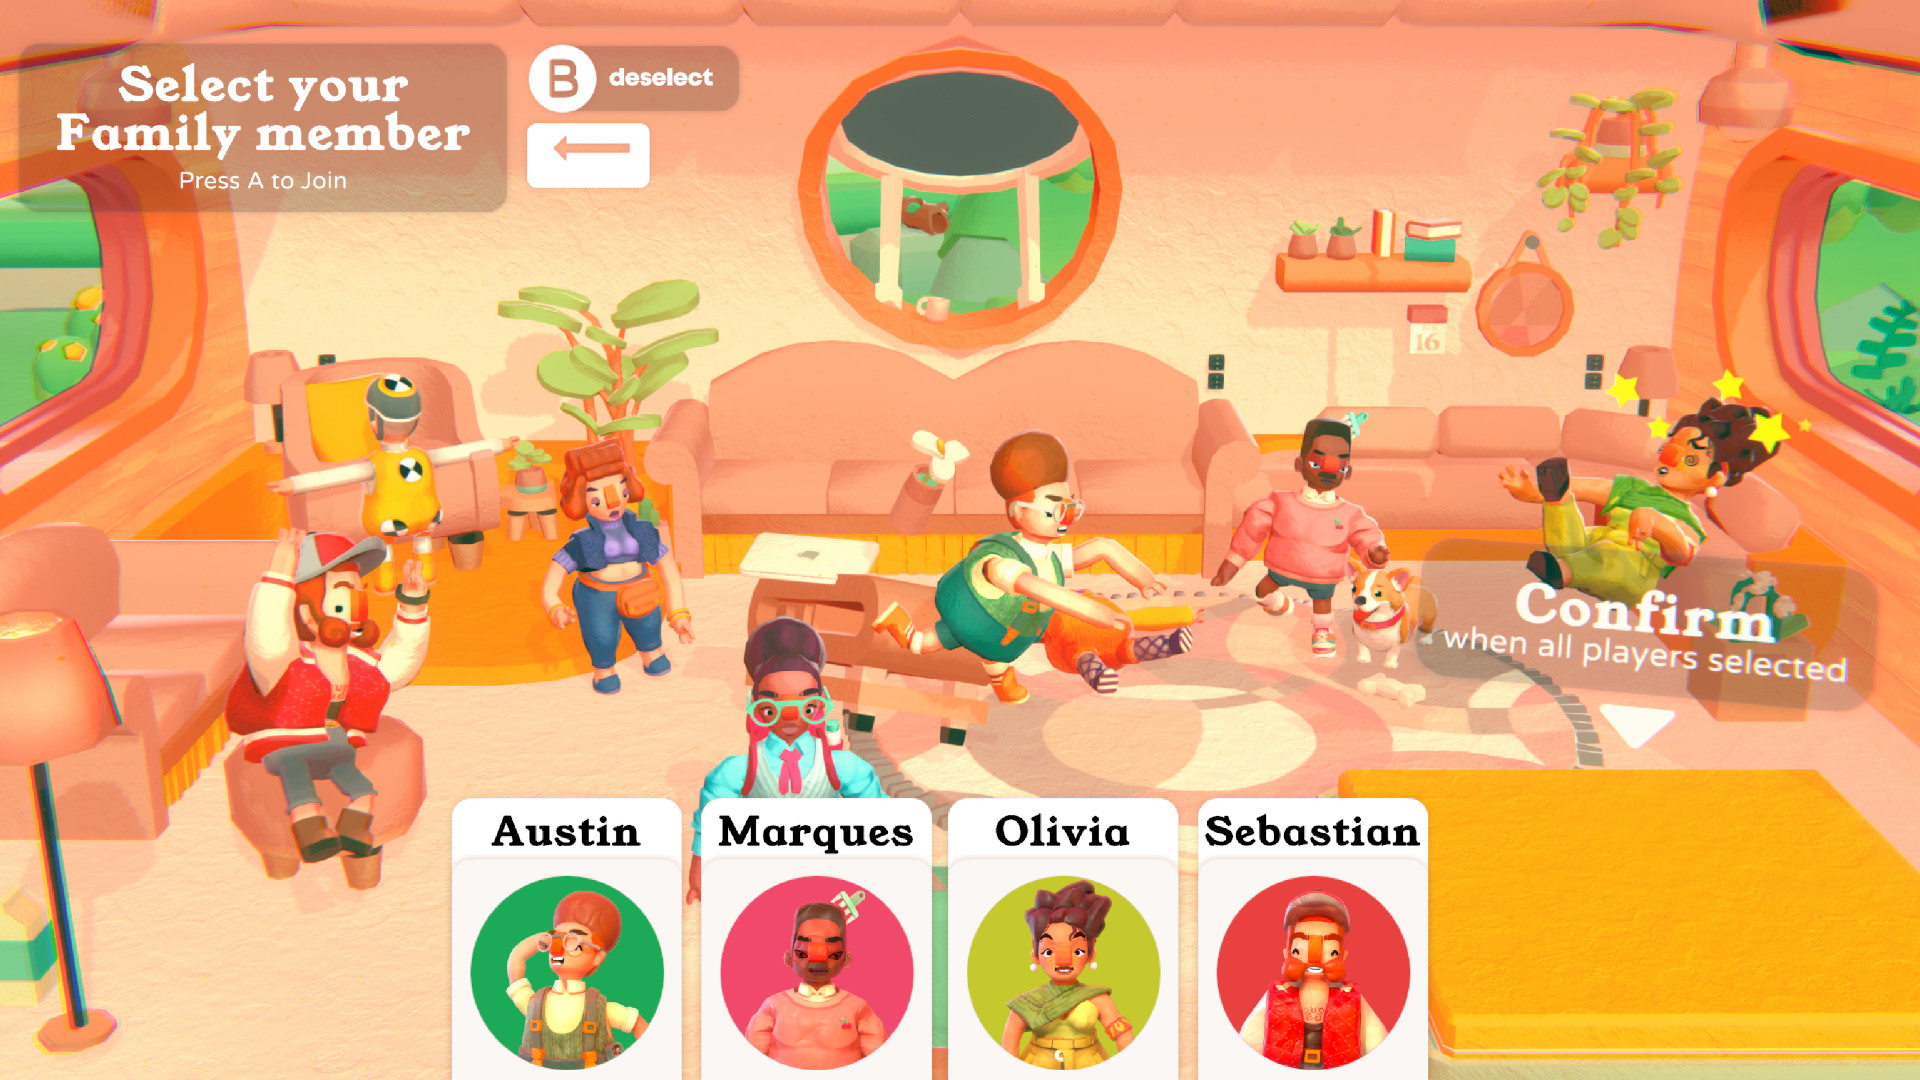 Select your
Family member
Press A to Join
B deselect
16
Confirm
when all players selected
Austin
Marques
Olivia
Sebastian